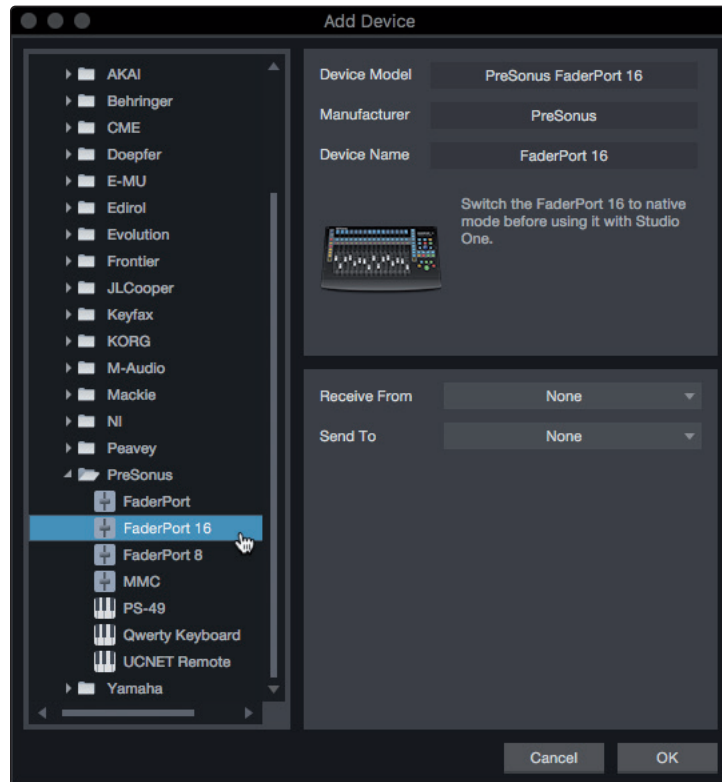 Add Device
AKAI
Behringer
CME
Doepfer
E-MU
Edirol
Evolution
Frontier
JLCooper
Keyfax
KORG
M-Audio
Mackie
NI
Peavey
PreSonus
FaderPort
FaderPort 16
FaderPort 8
MMC
PS-49
Qwerty Keyboard
UCNET Remote
Yamaha
Device Model PreSonus FaderPort 16
Manufacturer PreSonus
Device Name FaderPort 16
Switch the FaderPort 16 to native
mode before using it with Studio
One.
Receive From None
Send To None
Cancel OK